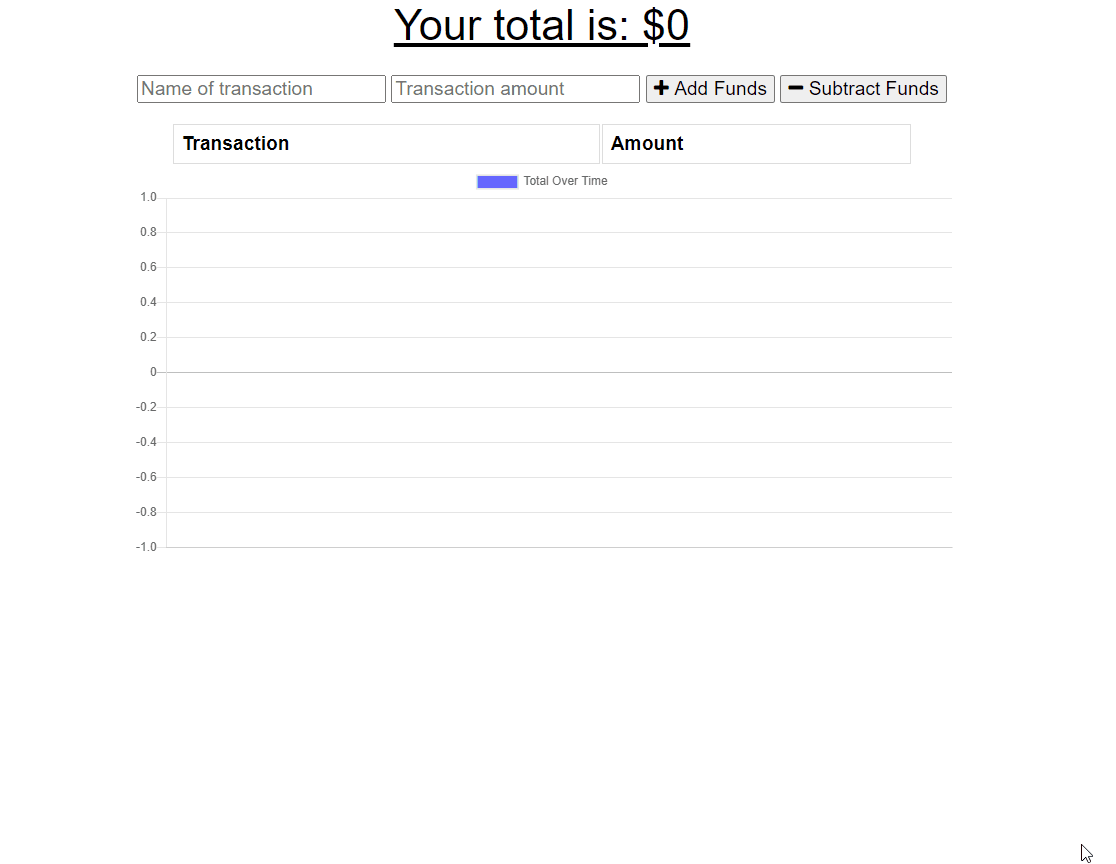 Your total is: $0
Name of transaction Transaction amount Add Funds Subtract Funds
Transaction Amount
Total Over Time
1.0
0.8
0.6
0.4
0.2
0
-0.2
-0.4
-0.6
-0.8
-1.0